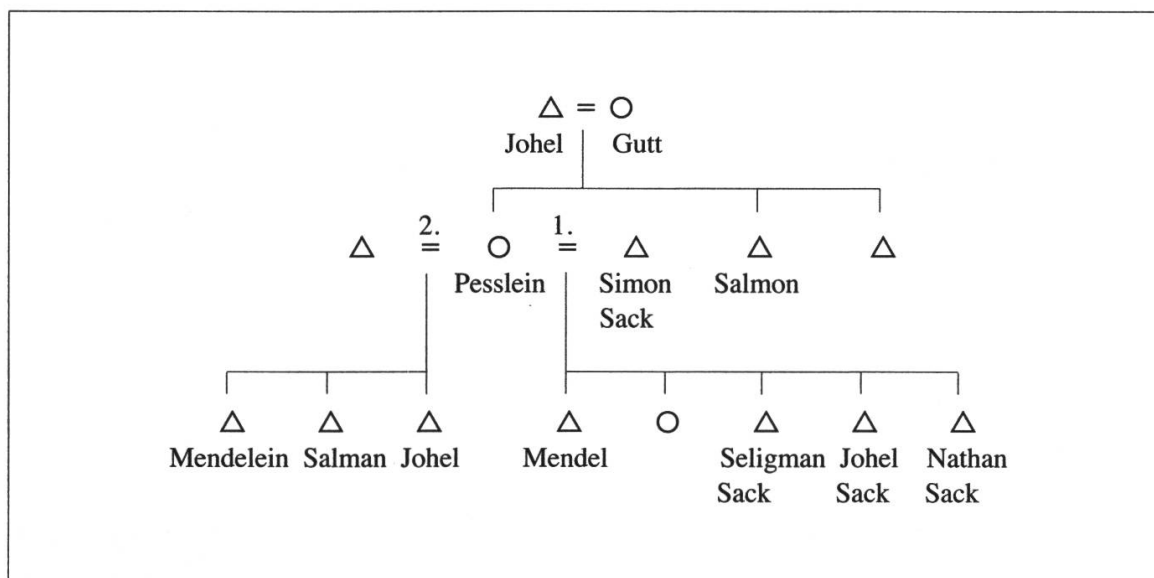 Johel Gutt
2. 1.
Pesslein Simon Salmon
Sack
Mendelein Salman Johel Mendel Seligman Johel Nathan
Sack Sack Sack